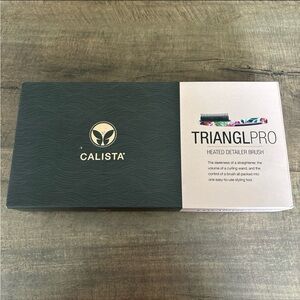 CALISTA
TRIANGLPRO
HEATED DETAILER BRUSH
The sleekness of a straightener, the
volume of a curling wand, and the
control of a brush all packed into
one easy-to-use styling tool.